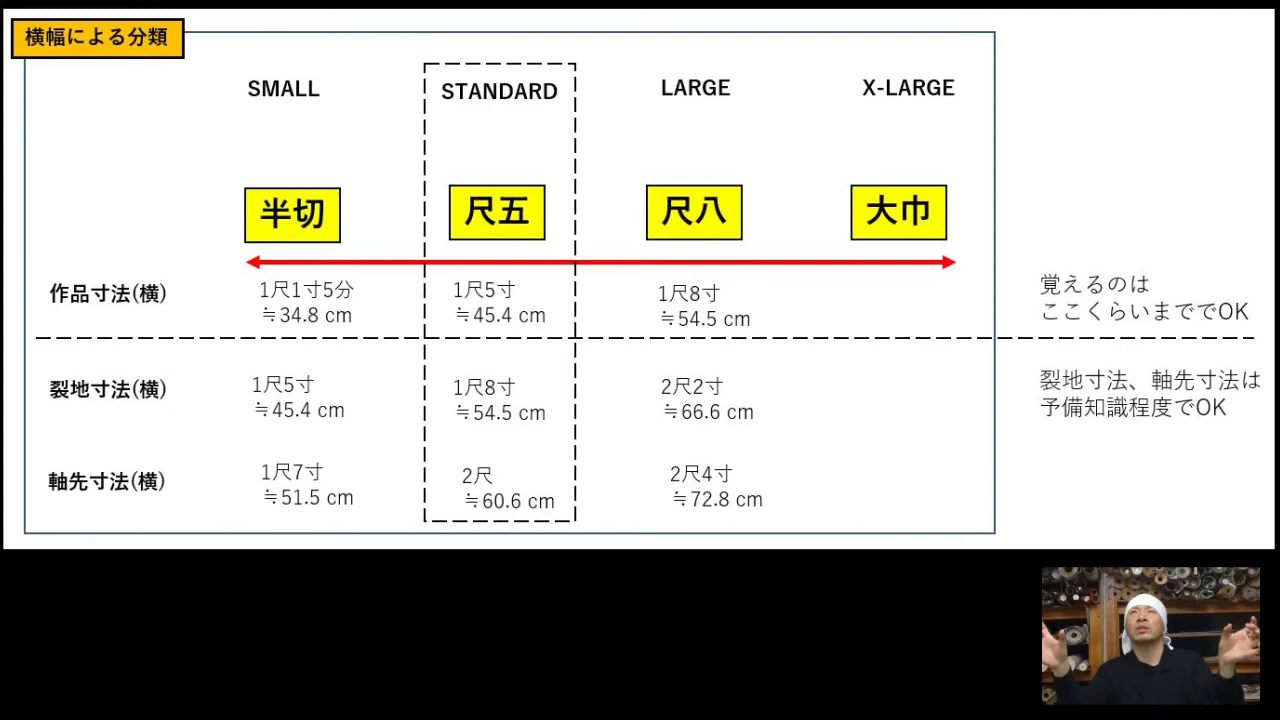 横幅による分類
SMALL
STANDARD
LARGE
X-LARGE
半切
尺五
尺八
大巾
作品寸法(横)
1尺1寸5分
≒34.8 cm
1尺5寸
≒45.4 cm
1尺8寸
≒54.5 cm
覚えるのは
ここくらいまででOK
裂地寸法(横)
1尺5寸
≒45.4 cm
1尺8寸
≒54.5 cm
2尺2寸
≒66.6 cm
裂地寸法、軸先寸法は
予備知識程度でOK
軸先寸法(横)
1尺7寸
≒51.5 cm
2尺
≒60.6 cm
2尺4寸
≒72.8 cm